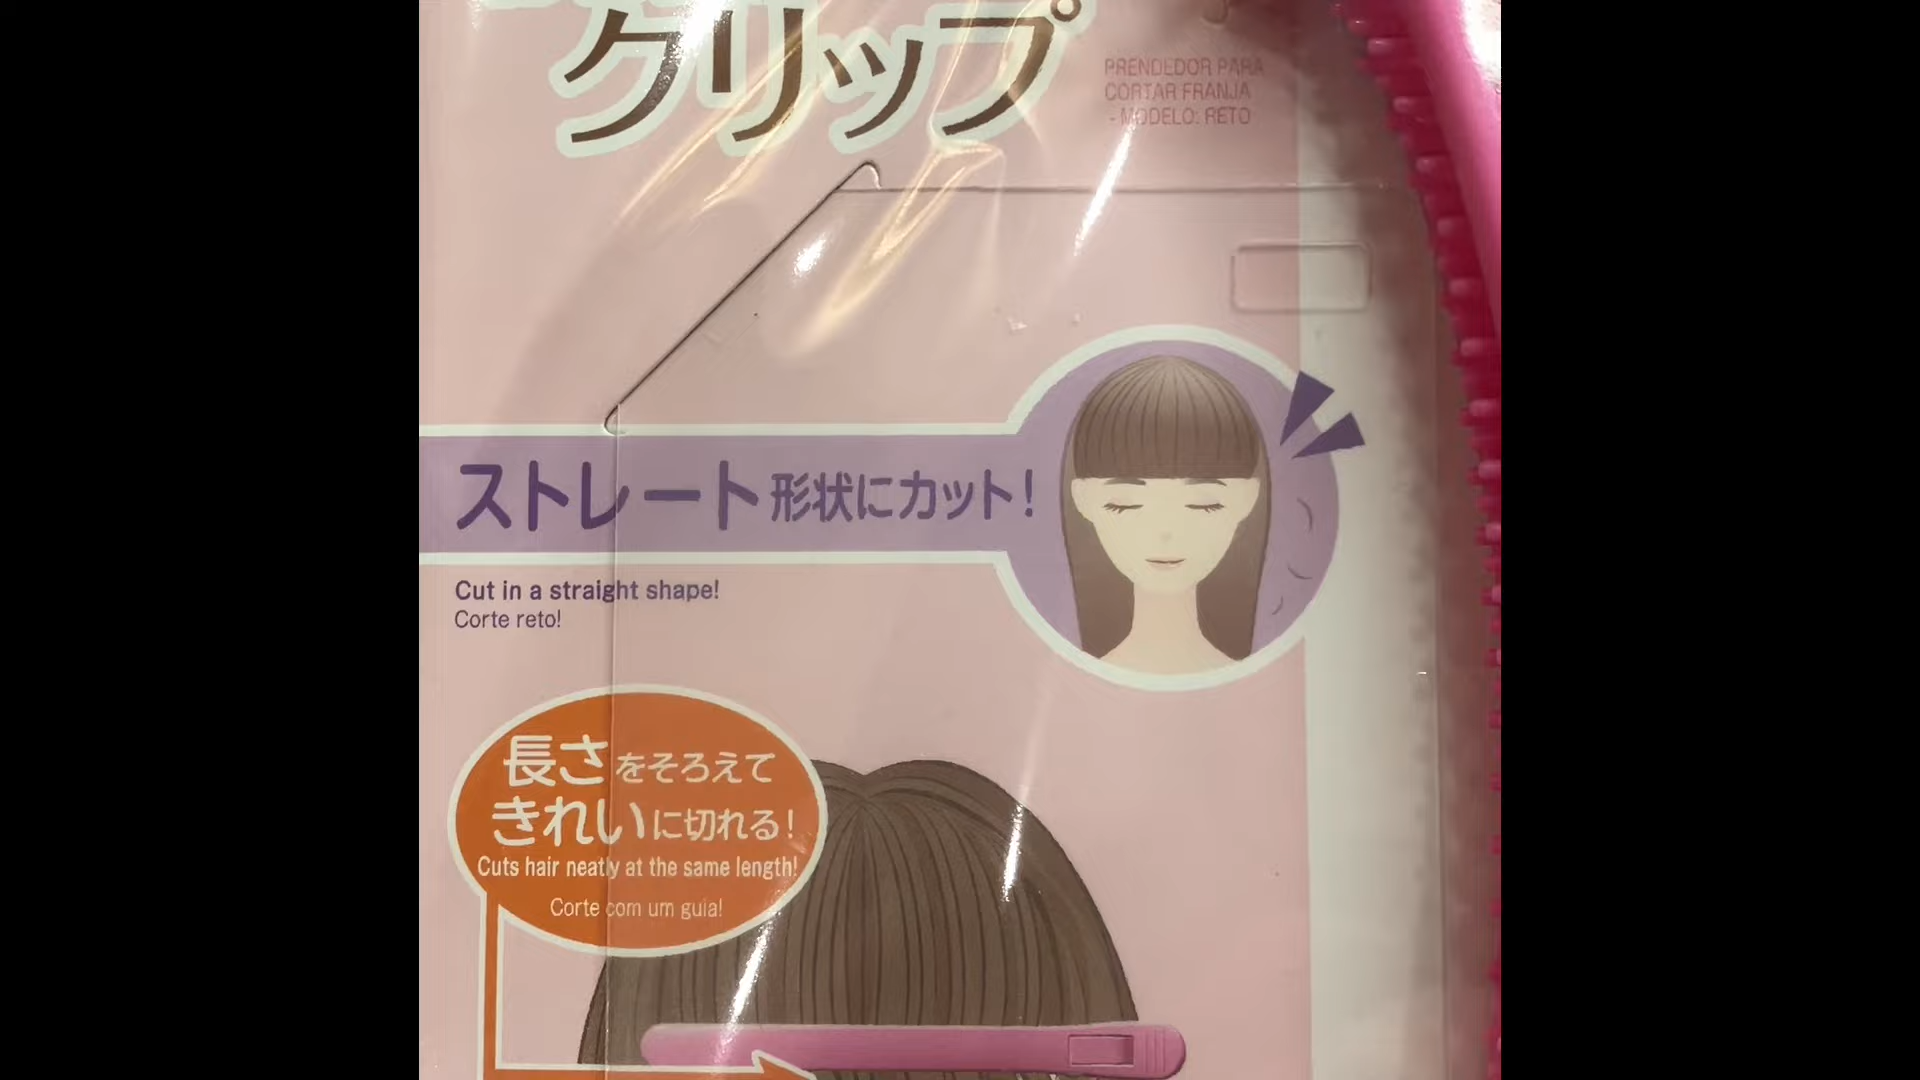 クリップ
PRENDEDOR PARA
CORTAR FRANJA
- MODELO: RETO
ストレート形状にカット!
Cut in a straight shape!
Corte reto!
長さをそろえて
きれいに切れる!
Cuts hair neatly at the same length!
Corte com um guia!